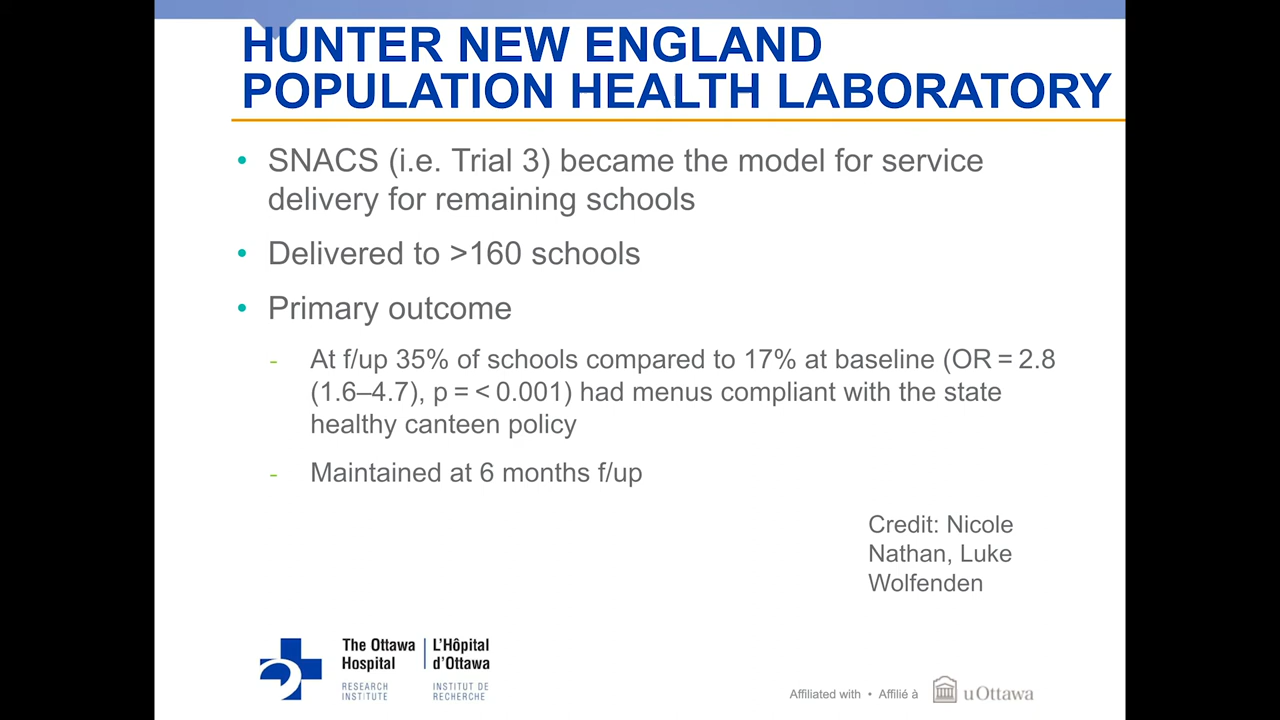 HUNTER NEW ENGLAND
POPULATION HEALTH LABORATORY
• SNACS (i.e. Trial 3) became the model for service
delivery for remaining schools
• Delivered to >160 schools
• Primary outcome
- At f/up 35% of schools compared to 17% at baseline (OR = 2.8
(1.6–4.7), p = < 0.001) had menus compliant with the state
healthy canteen policy
- Maintained at 6 months f/up
Credit: Nicole
Nathan, Luke
Wolfenden
The Ottawa
Hospital
RESEARCH
INSTITUTE
L'Hôpital
d'Ottawa
INSTITUT DE
RECHERCHE
Affiliated with • Affilié à uOttawa